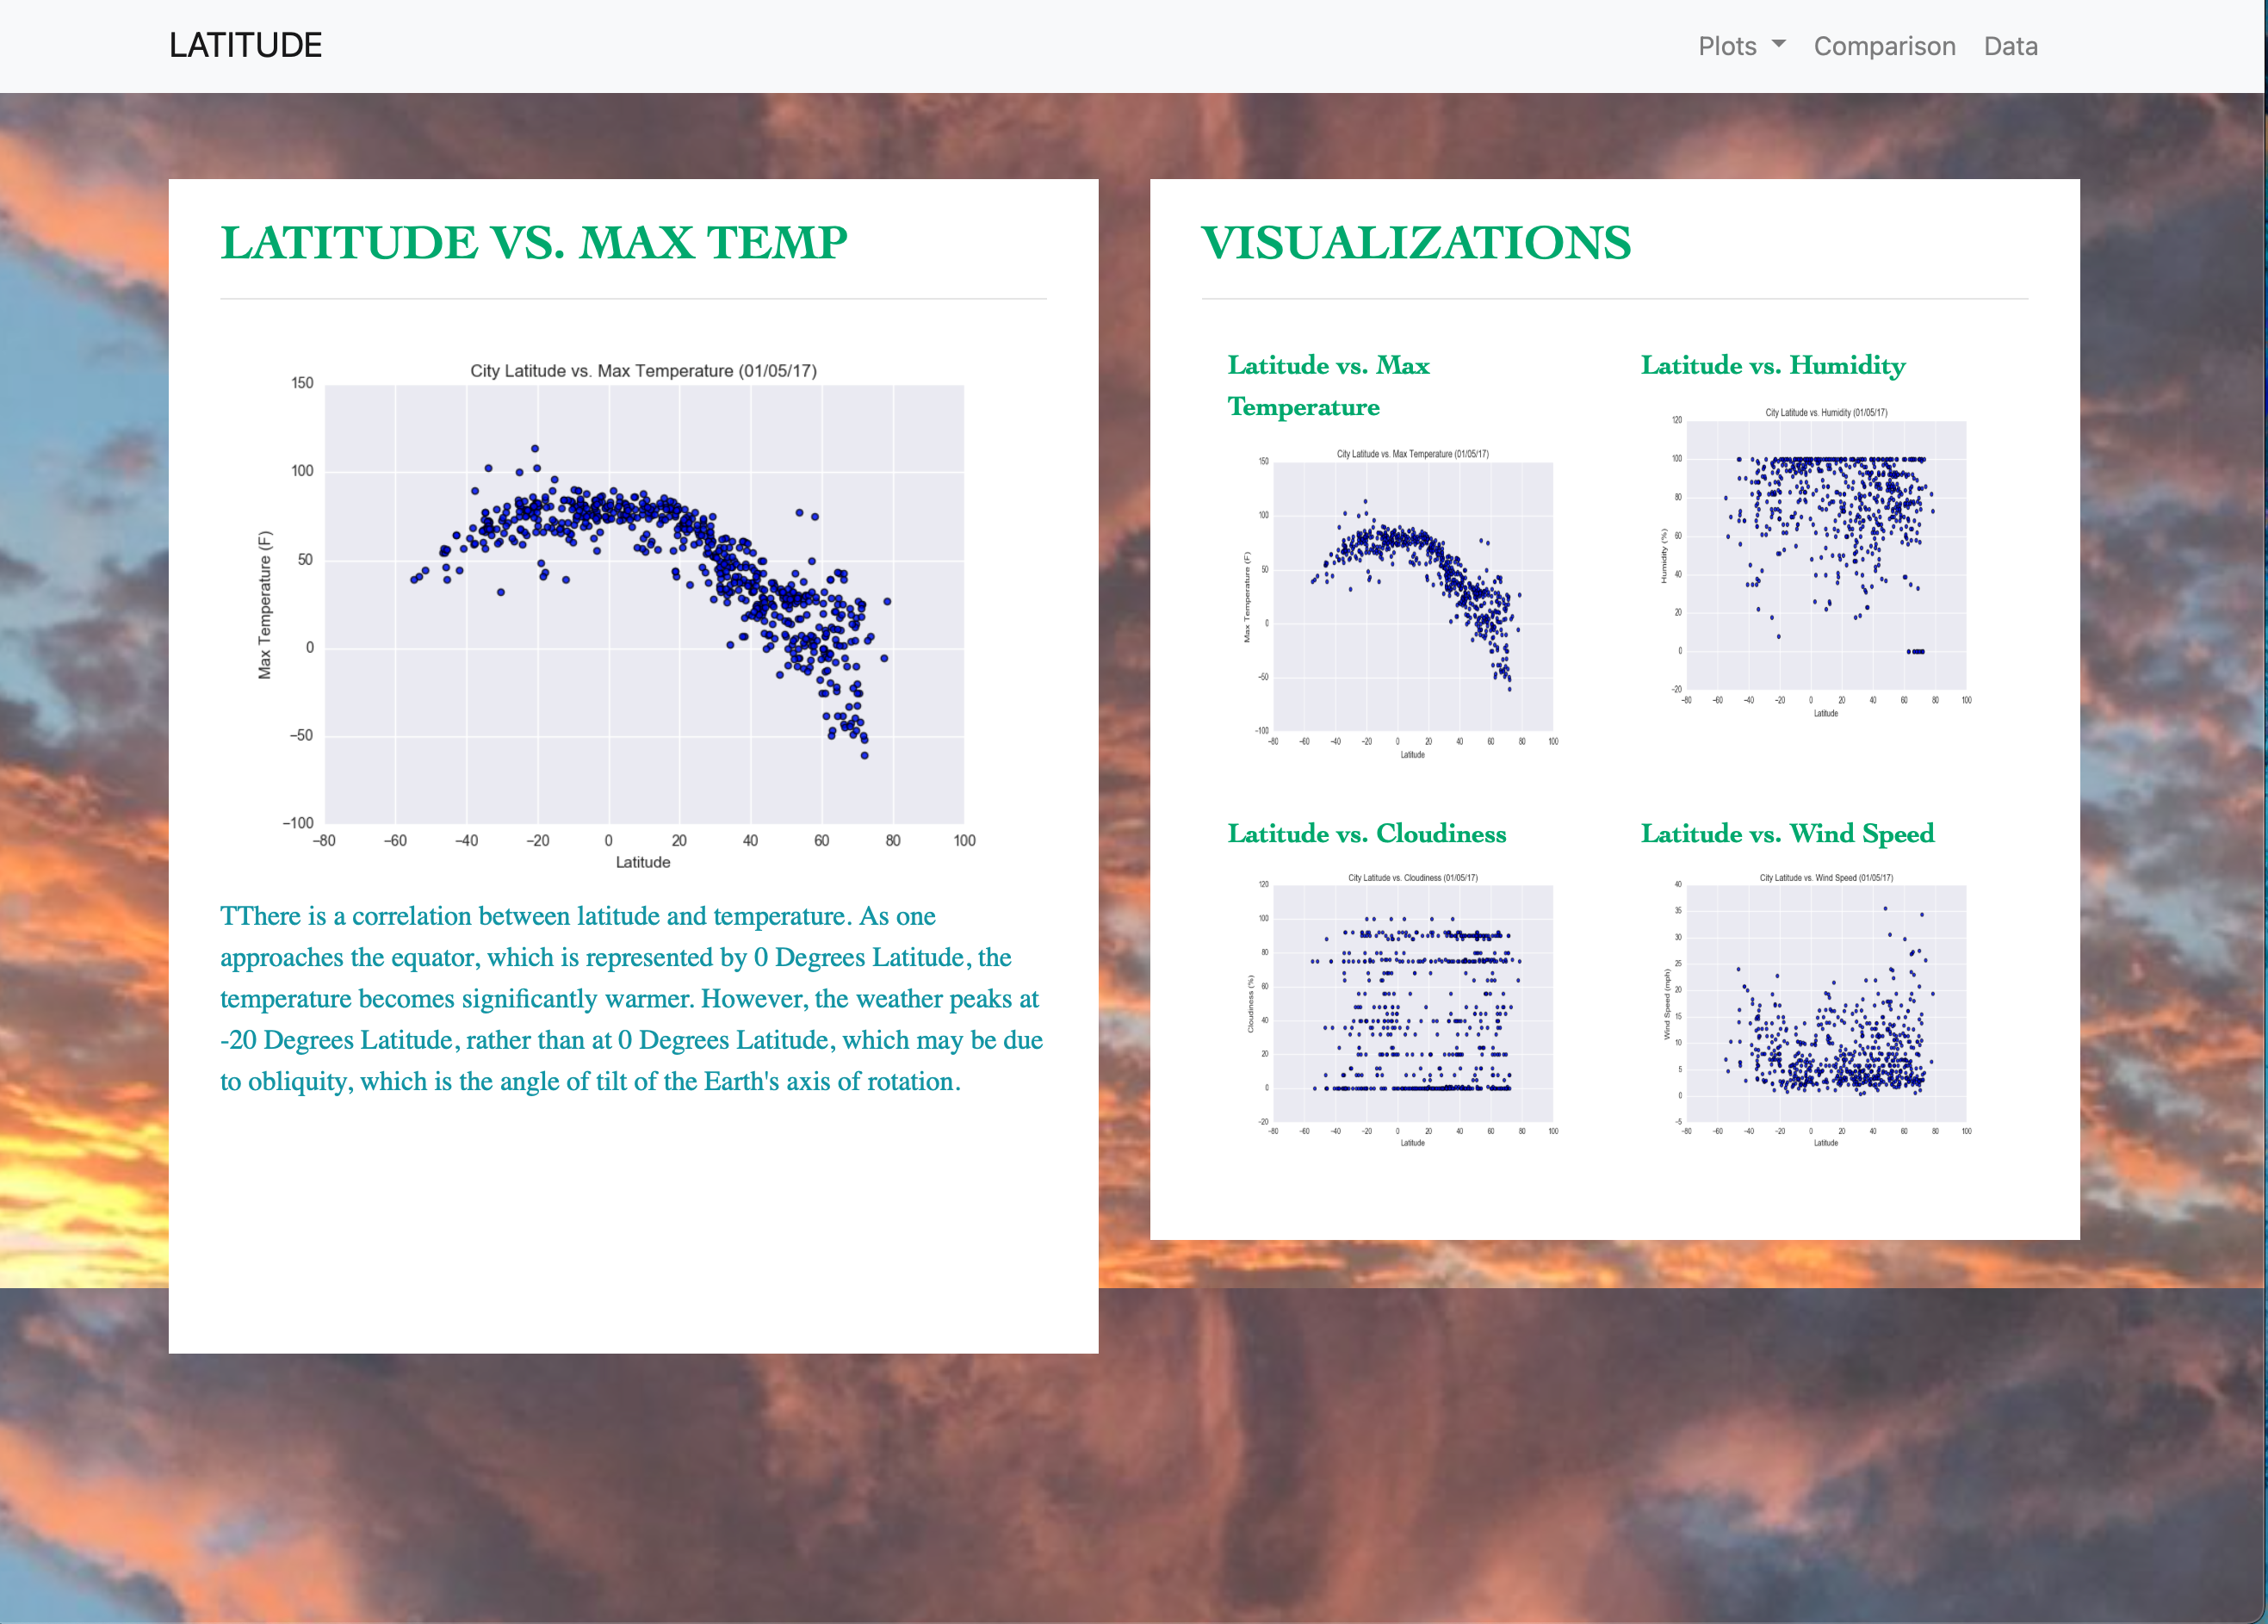 LATITUDE
Plots
Comparison
Data
LATITUDE VS. MAX TEMP
City Latitude vs. Max Temperature (01/05/17)
150
100
50
0
−50
−100
Max Temperature (F)
−80 −60 −40 −20 0 20 40 60 80 100
Latitude
TThere is a correlation between latitude and temperature. As one
approaches the equator, which is represented by 0 Degrees Latitude, the
temperature becomes significantly warmer. However, the weather peaks at
-20 Degrees Latitude, rather than at 0 Degrees Latitude, which may be due
to obliquity, which is the angle of tilt of the Earth's axis of rotation.
VISUALIZATIONS
Latitude vs. Max
Temperature
City Latitude vs. Max Temperature (01/05/17)
150
100
50
0
−50
−100
Max Temperature (F)
−80 −60 −40 −20 0 20 40 60 80 100
Latitude
Latitude vs. Humidity
City Latitude vs. Humidity (01/05/17)
120
100
80
60
40
20
0
−20
Humidity (%)
−80 −60 −40 −20 0 20 40 60 80 100
Latitude
Latitude vs. Cloudiness
City Latitude vs. Cloudiness (01/05/17)
120
100
80
60
40
20
0
−20
Cloudiness (%)
−80 −60 −40 −20 0 20 40 60 80 100
Latitude
Latitude vs. Wind Speed
City Latitude vs. Wind Speed (01/05/17)
40
35
30
25
20
15
10
5
0
−5
Wind Speed (mph)
−80 −60 −40 −20 0 20 40 60 80 100
Latitude